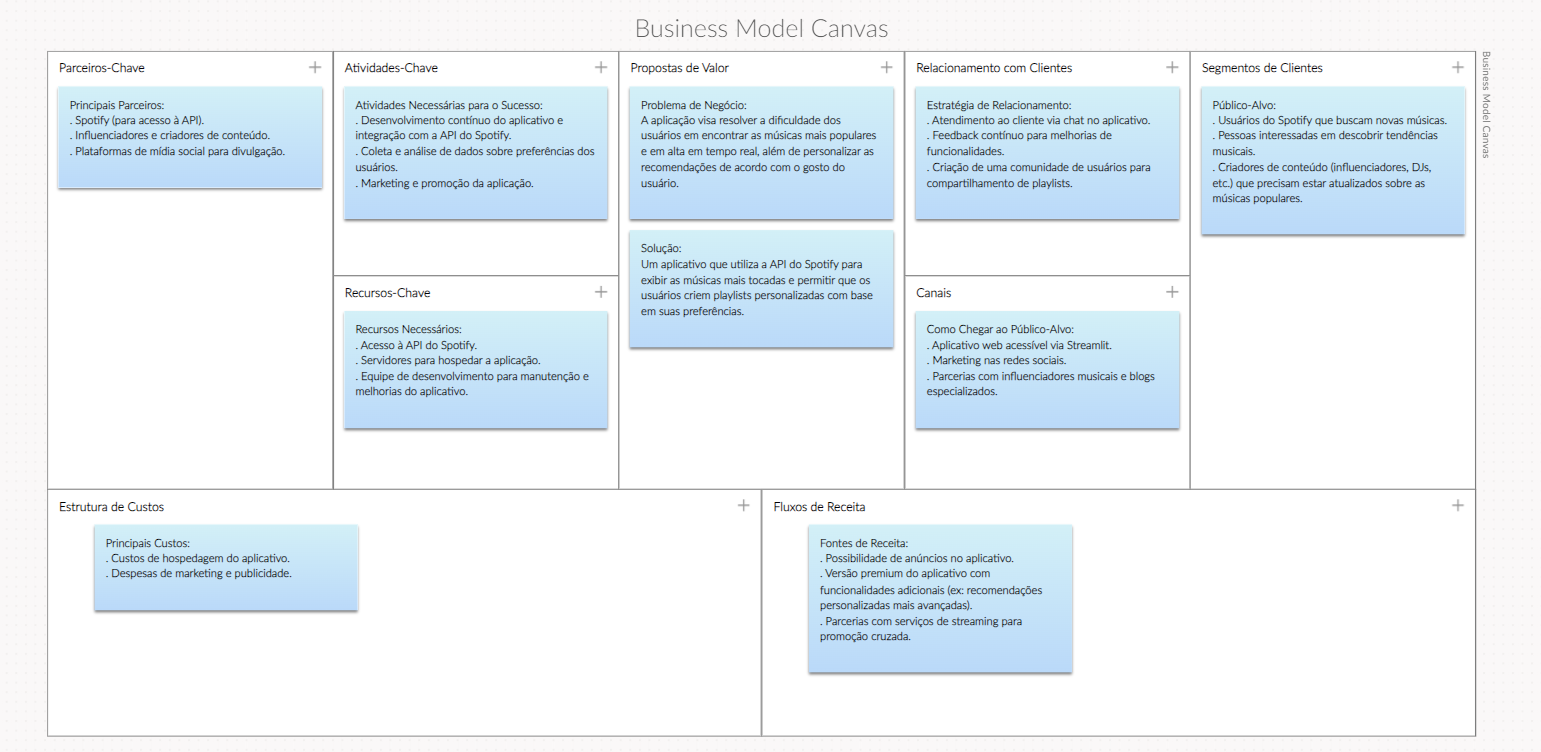 Business Model Canvas
Parceiros-Chave
Principais Parceiros:
. Spotify (para acesso à API).
. Influenciadores e criadores de conteúdo.
. Plataformas de mídia social para divulgação.
Atividades-Chave
Atividades Necessárias para o Sucesso:
. Desenvolvimento contínuo do aplicativo e
integração com a API do Spotify.
. Coleta e análise de dados sobre preferências dos
usuários.
. Marketing e promoção da aplicação.
Recursos-Chave
Recursos Necessários:
. Acesso à API do Spotify.
. Servidores para hospedar a aplicação.
. Equipe de desenvolvimento para manutenção e
melhorias do aplicativo.
Propostas de Valor
Problema de Negócio:
A aplicação visa resolver a dificuldade dos
usuários em encontrar as músicas mais populares
e em alta em tempo real, além de personalizar as
recomendações de acordo com o gosto do
usuário.
Solução:
Um aplicativo que utiliza a API do Spotify para
exibir as músicas mais tocadas e permitir que os
usuários criem playlists personalizadas com base
em suas preferências.
Relacionamento com Clientes
Estratégia de Relacionamento:
. Atendimento ao cliente via chat no aplicativo.
. Feedback contínuo para melhorias de
funcionalidades.
. Criação de uma comunidade de usuários para
compartilhamento de playlists.
Canais
Como Chegar ao Público-Alvo:
. Aplicativo web acessível via Streamlit.
. Marketing nas redes sociais.
. Parcerias com influenciadores musicais e blogs
especializados.
Segmentos de Clientes
Público-Alvo:
. Usuários do Spotify que buscam novas músicas.
. Pessoas interessadas em descobrir tendências
musicais.
. Criadores de conteúdo (influenciadores, DJs,
etc.) que precisam estar atualizados sobre as
músicas populares.
Business Model Canvas
Estrutura de Custos
Principais Custos:
. Custos de hospedagem do aplicativo.
. Despesas de marketing e publicidade.
Fluxos de Receita
Fontes de Receita:
. Possibilidade de anúncios no aplicativo.
. Versão premium do aplicativo com
funcionalidades adicionais (ex: recomendações
personalizadas mais avançadas).
. Parcerias com serviços de streaming para
promoção cruzada.